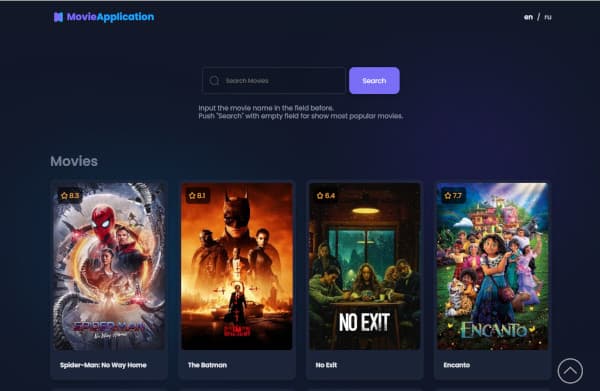 MovieApplication
en / ru
Search Movies
Search
Input the movie name in the field before.
Push "Search" with empty field for show most popular movies.
Movies
8.3
8.1
6.4
7.7
SPIDER-MAN
No Way Home
THE BATMAN
NO EXIT
ENCANTO
Spider-Man: No Way Home
The Batman
No Exit
Encanto